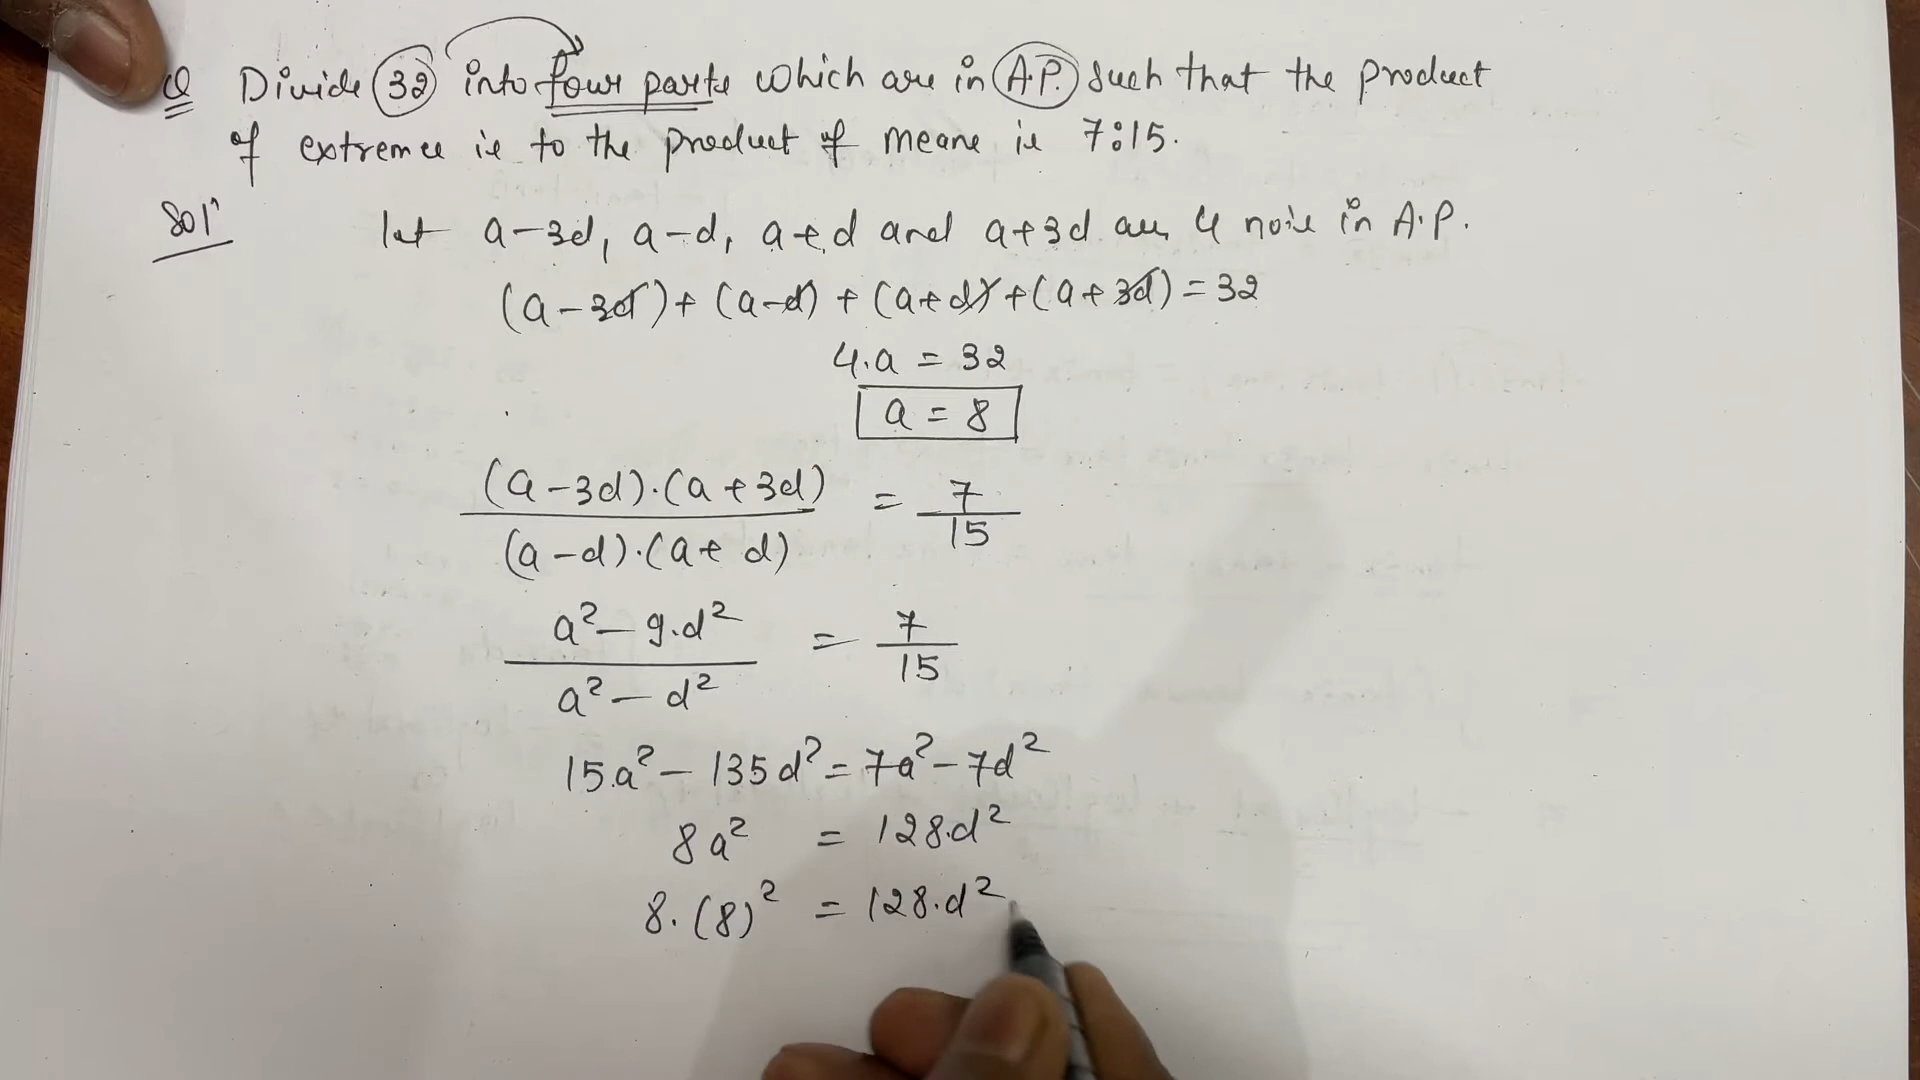 Q Divide 32 into four parts which are in A.P. such that the product
of extremes is to the product of means is 7:15.
Solⁿ let a-3d, a-d, a+d and a+3d are 4 no's in A.P.
(a-3d)+(a-d)+(a+d)+(a+3d)=32
4.a = 32
a = 8
(a-3d).(a+3d) / (a-d).(a+d) = 7/15
a²-9.d² / a²-d² = 7/15
15.a²-135d²=7a²-7d²
8a² = 128.d²
8.(8)² = 128.d²